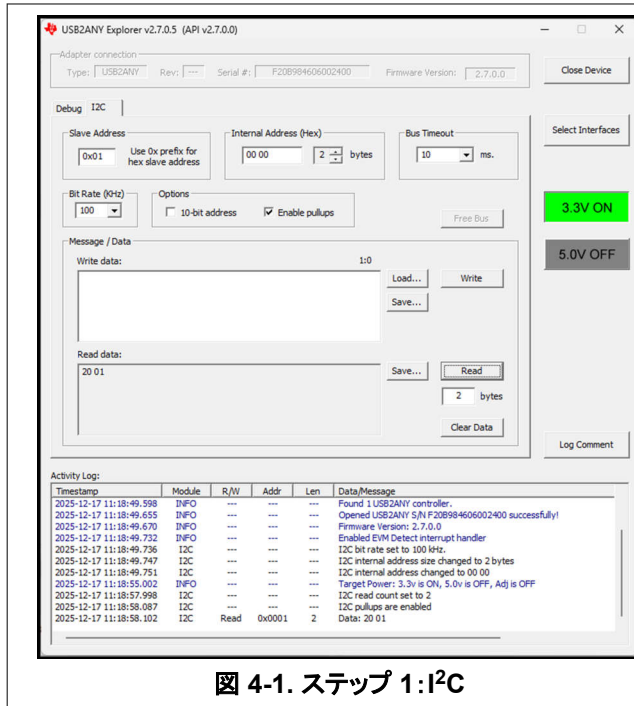 USB2ANY Explorer v2.7.0.5 (API v2.7.0.0)
Adapter connection
Type: USB2ANY Rev: --- Serial #: F20B984606002400 Firmware Version: 2.7.0.0
Close Device
Debug I2C
Select Interfaces
Slave Address
0x01 Use 0x prefix for
hex slave address
Internal Address (Hex)
00 00 2 bytes
Bus Timeout
10 ms.
Bit Rate (KHz)
100
Options
10-bit address Enable pullups
Free Bus
3.3V ON
5.0V OFF
Message / Data
Write data: 1:0
Load... Write
Save...
Read data:
20 01
Save... Read
2 bytes
Clear Data
Log Comment
Activity Log:
Timestamp Module R/W Addr Len Data/Message
2025-12-17 11:18:49.598 INFO --- --- --- Found 1 USB2ANY controller.
2025-12-17 11:18:49.655 INFO --- --- --- Opened USB2ANY S/N F20B984606002400 successfully!
2025-12-17 11:18:49.670 INFO --- --- --- Firmware Version: 2.7.0.0
2025-12-17 11:18:49.732 INFO --- --- --- Enabled EVM Detect interrupt handler
2025-12-17 11:18:49.736 I2C --- --- --- I2C bit rate set to 100 kHz.
2025-12-17 11:18:49.747 I2C --- --- --- I2C internal address size changed to 2 bytes
2025-12-17 11:18:49.751 I2C --- --- --- I2C internal address changed to 00 00
2025-12-17 11:18:55.002 INFO --- --- --- Target Power: 3.3v is ON, 5.0v is OFF, Adj is OFF
2025-12-17 11:18:57.998 I2C --- --- --- I2C read count set to 2
2025-12-17 11:18:58.087 I2C --- --- --- I2C pullups are enabled
2025-12-17 11:18:58.102 I2C Read 0x0001 2 Data: 20 01
図 4-1. ステップ 1:I²C